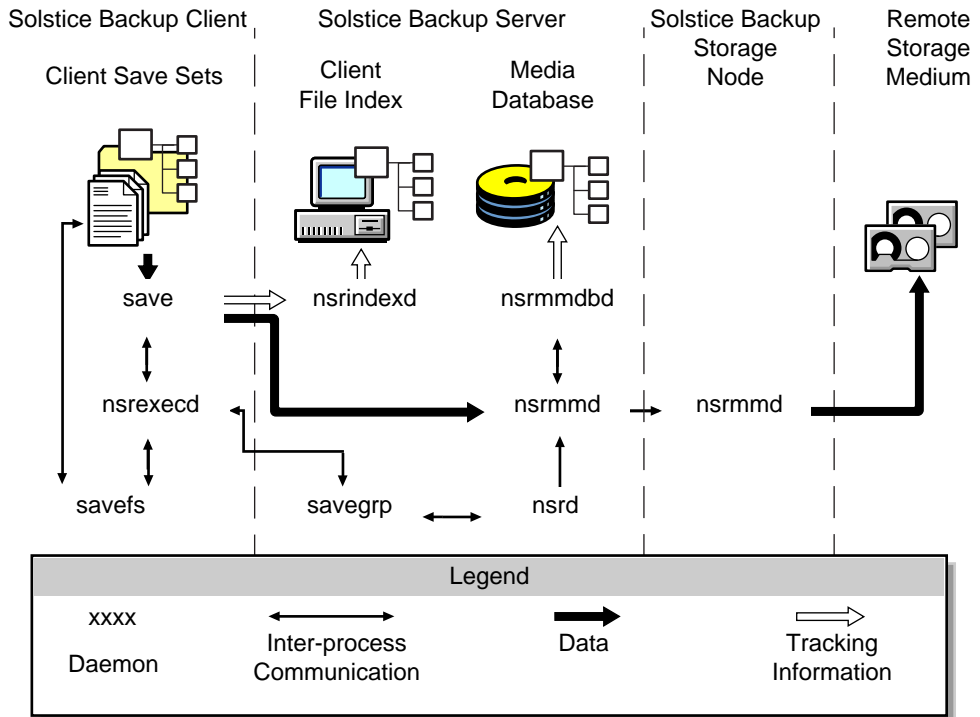 Solstice Backup Client
Solstice Backup Server
Solstice Backup
Storage
Node
Remote
Storage
Medium
Client Save Sets
Client
File Index
Media
Database
save
nsrindexd
nsrmmdbd
nsrexecd
nsrmmd
nsrmmd
savefs
savegrp
nsrd
Legend
xxxx
Daemon
Inter-process
Communication
Data
Tracking
Information